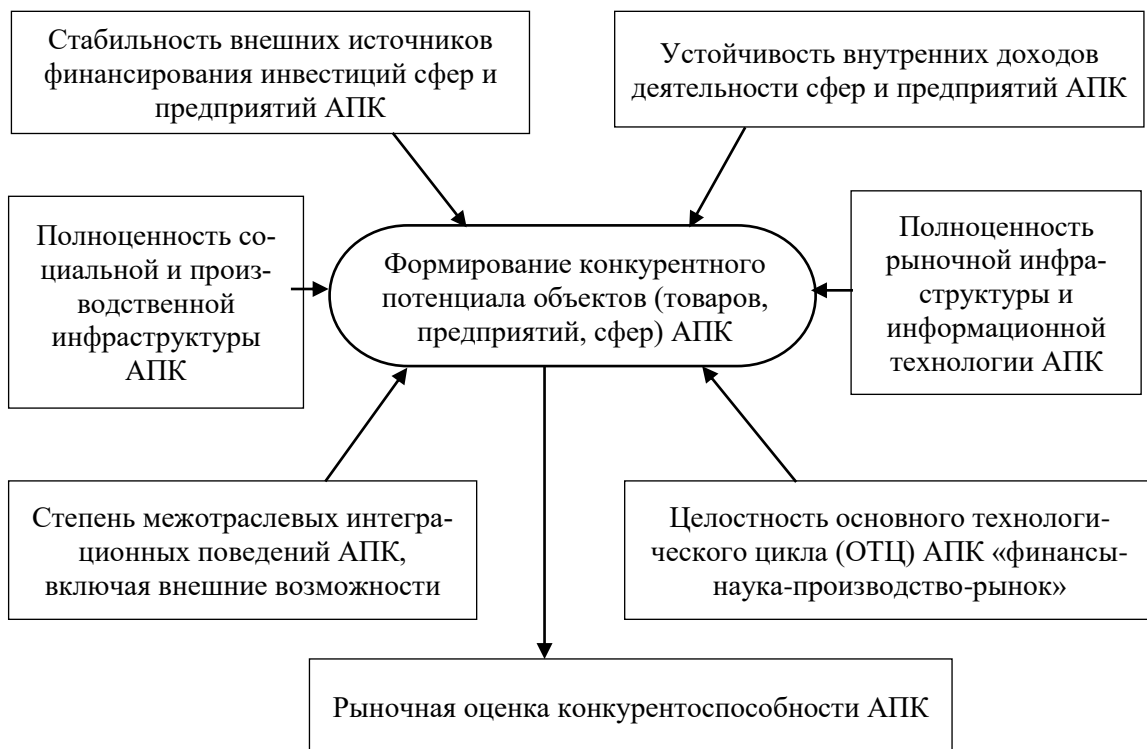 Стабильность внешних источников
финансирования инвестиций сфер и
предприятий АПК
Устойчивость внутренних доходов
деятельности сфер и предприятий АПК
Полноценность со-
циальной и произ-
водственной
инфраструктуры
АПК
Формирование конкурентного
потенциала объектов (товаров,
предприятий, сфер) АПК
Полноценность
рыночной инфра-
структуры и
информационной
технологии АПК
Степень межотраслевых интегра-
ционных поведений АПК,
включая внешние возможности
Целостность основного технологи-
ческого цикла (ОТЦ) АПК «финансы-
наука-производство-рынок»
Рыночная оценка конкурентоспособности АПК